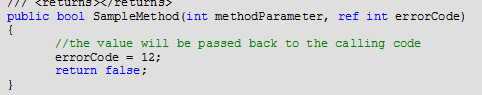 /// <returns></returns>
public bool SampleMethod(int methodParameter, ref int errorCode)
{
//the value will be passed back to the calling code
errorCode = 12;
return false;
}